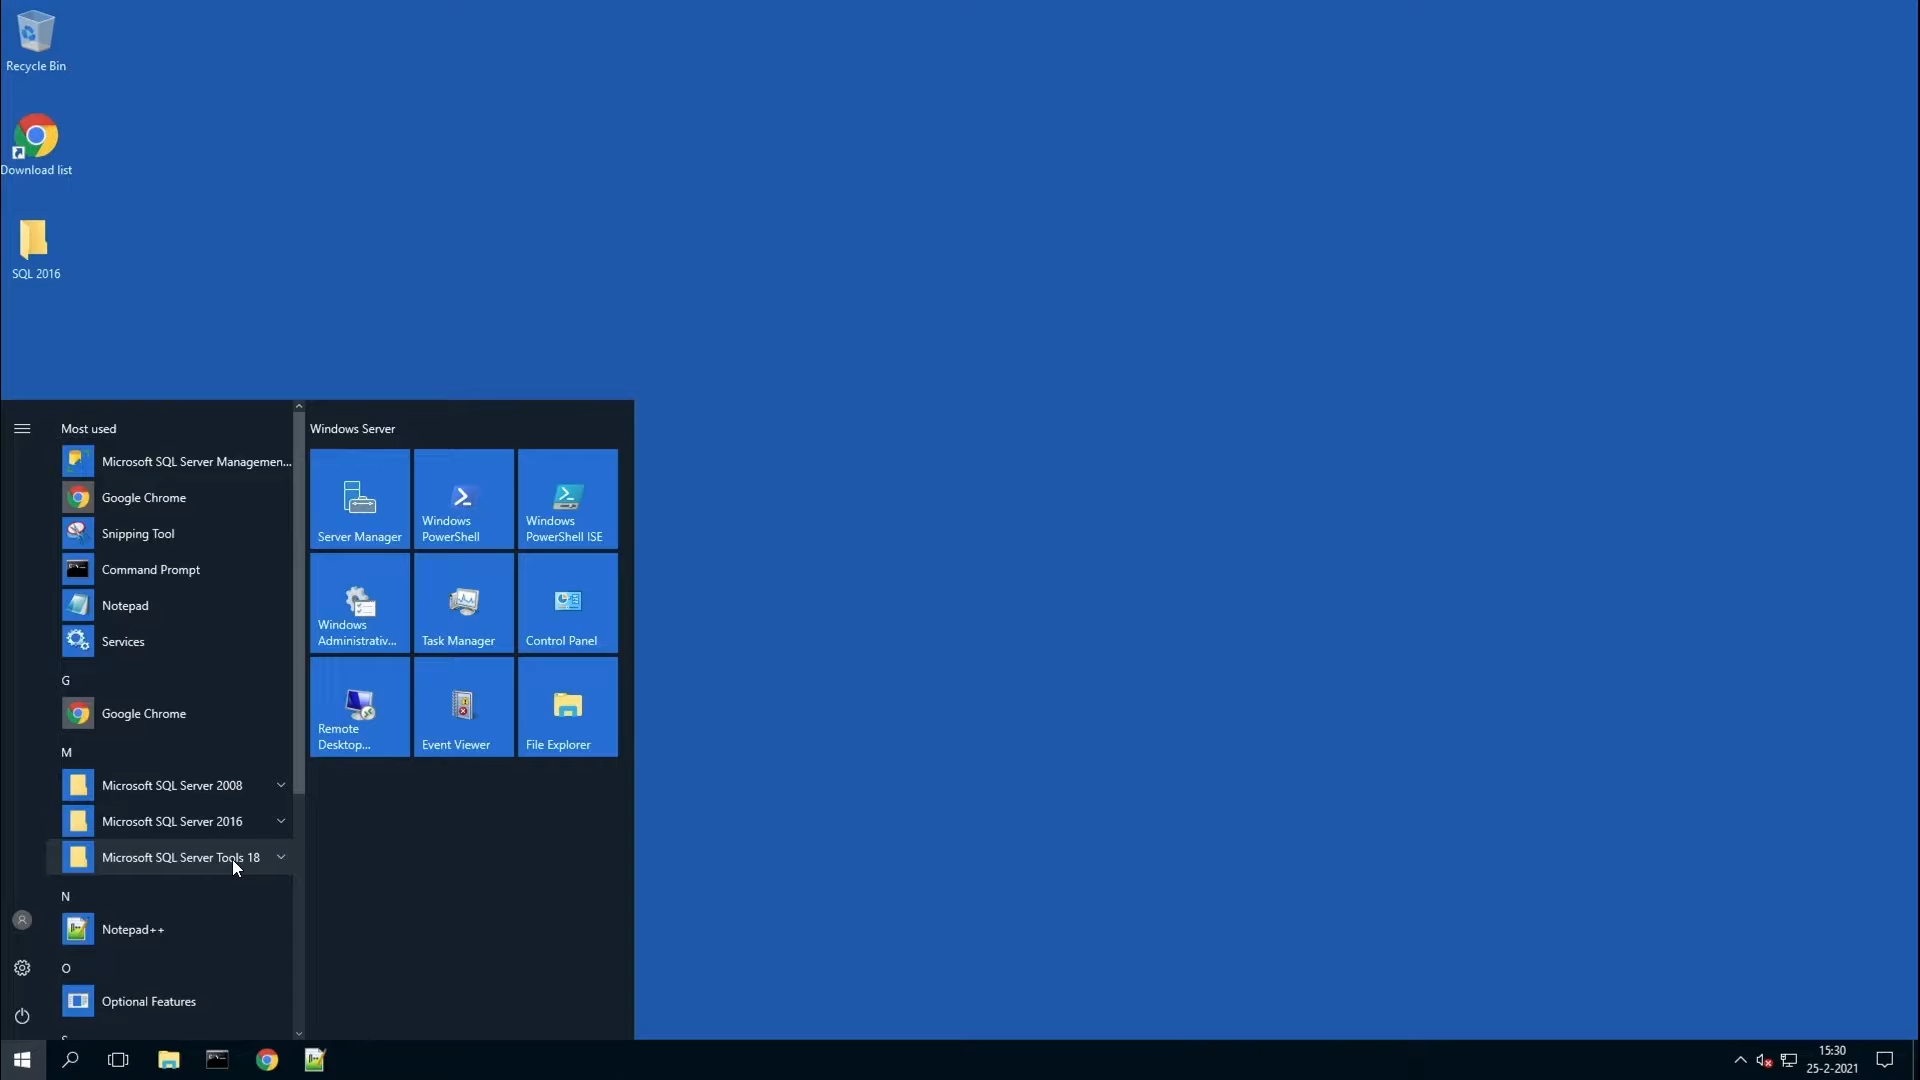 Recycle Bin
Download list
SQL 2016
Most used
Microsoft SQL Server Managemen...
Google Chrome
Snipping Tool
Command Prompt
Notepad
Services
G
Google Chrome
M
Microsoft SQL Server 2008
Microsoft SQL Server 2016
Microsoft SQL Server Tools 18
N
Notepad++
O
Optional Features
Windows Server
Server Manager
Windows
PowerShell
Windows
PowerShell ISE
Windows
Administrativ...
Task Manager
Control Panel
Remote
Desktop...
Event Viewer
File Explorer
15:30
25-2-2021